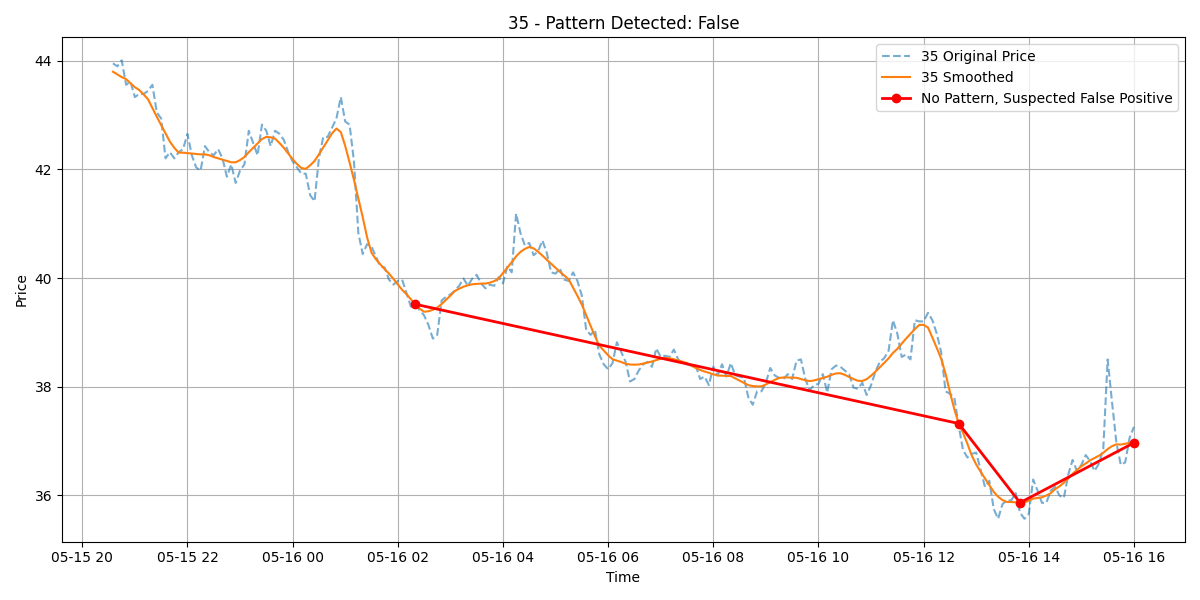 35 - Pattern Detected: False
35 Original Price
35 Smoothed
No Pattern, Suspected False Positive
Price
44
42
40
38
36
05-15 20 05-15 22 05-16 00 05-16 02 05-16 04 05-16 06 05-16 08 05-16 10 05-16 12 05-16 14 05-16 16
Time